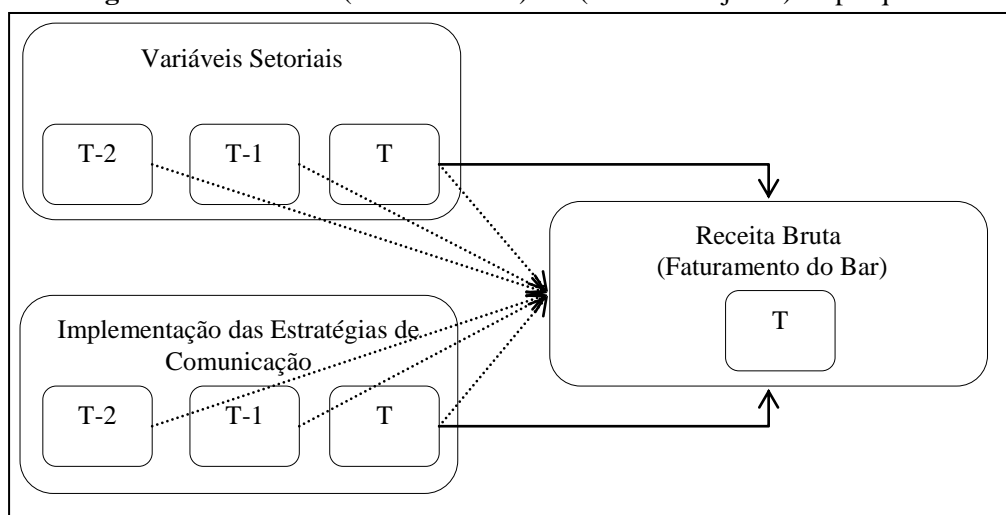 Variáveis Setoriais
T-2
T-1
T
Receita Bruta
(Faturamento do Bar)
T
Implementação das Estratégias de
Comunicação
T-2
T-1
T